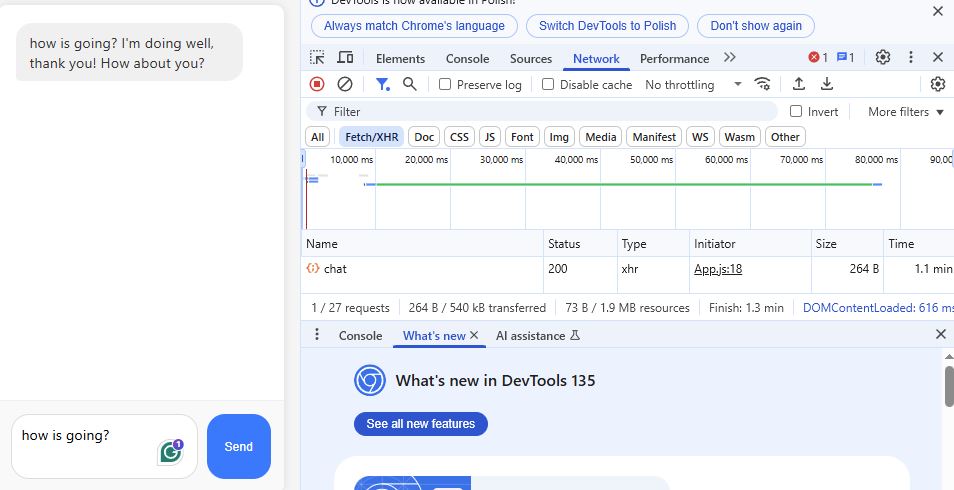 how is going? I'm doing well,
thank you! How about you?
how is going?
1
Send
DevTools is now available in Polish!
Always match Chrome's language Switch DevTools to Polish Don't show again
Elements Console Sources Network Performance 1 1
Preserve log Disable cache No throttling
Filter Invert More filters
All Fetch/XHR Doc CSS JS Font Img Media Manifest WS Wasm Other
10,000 ms 20,000 ms 30,000 ms 40,000 ms 50,000 ms 60,000 ms 70,000 ms 80,000 ms 90,00
Name Status Type Initiator Size Time
chat 200 xhr App.js:18 264 B 1.1 min
1 / 27 requests 264 B / 540 kB transferred 73 B / 1.9 MB resources Finish: 1.3 min DOMContentLoaded: 616 ms
Console What's new AI assistance
What's new in DevTools 135
See all new features